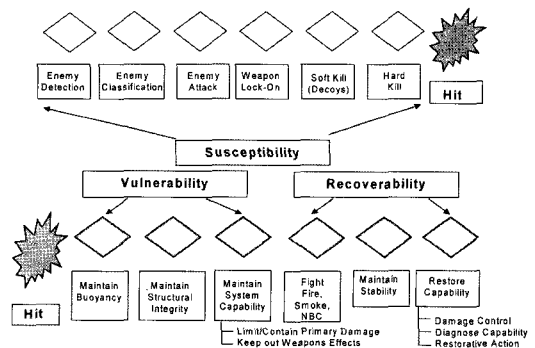 Enemy
Detection
Enemy
Classification
Enemy
Attack
Weapon
Lock-On
Soft Kill
(Decoys)
Hard
Kill
Hit
Susceptibility
Vulnerability
Recoverability
Hit
Maintain
Buoyancy
Maintain
Structural
Integrity
Maintain
System
Capability
Fight
Fire,
Smoke,
NBC
Maintain
Stability
Restore
Capability
Limit/Contain Primary Damage
Keep out Weapons Effects
Damage Control
Diagnose Capability
Restorative Action